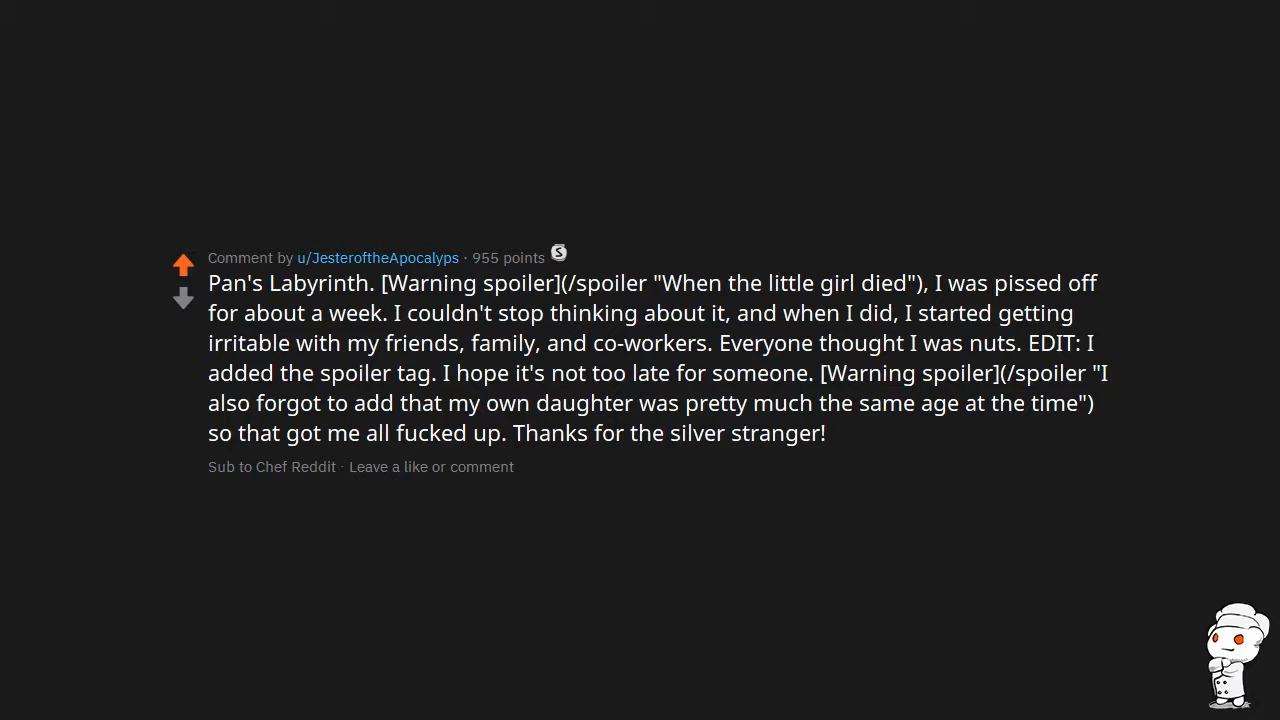 Comment by u/JesteroftheApocalyps · 955 points S
Pan's Labyrinth. [Warning spoiler](/spoiler "When the little girl died"), I was pissed off
for about a week. I couldn't stop thinking about it, and when I did, I started getting
irritable with my friends, family, and co-workers. Everyone thought I was nuts. EDIT: I
added the spoiler tag. I hope it's not too late for someone. [Warning spoiler](/spoiler "I
also forgot to add that my own daughter was pretty much the same age at the time")
so that got me all fucked up. Thanks for the silver stranger!
Sub to Chef Reddit · Leave a like or comment